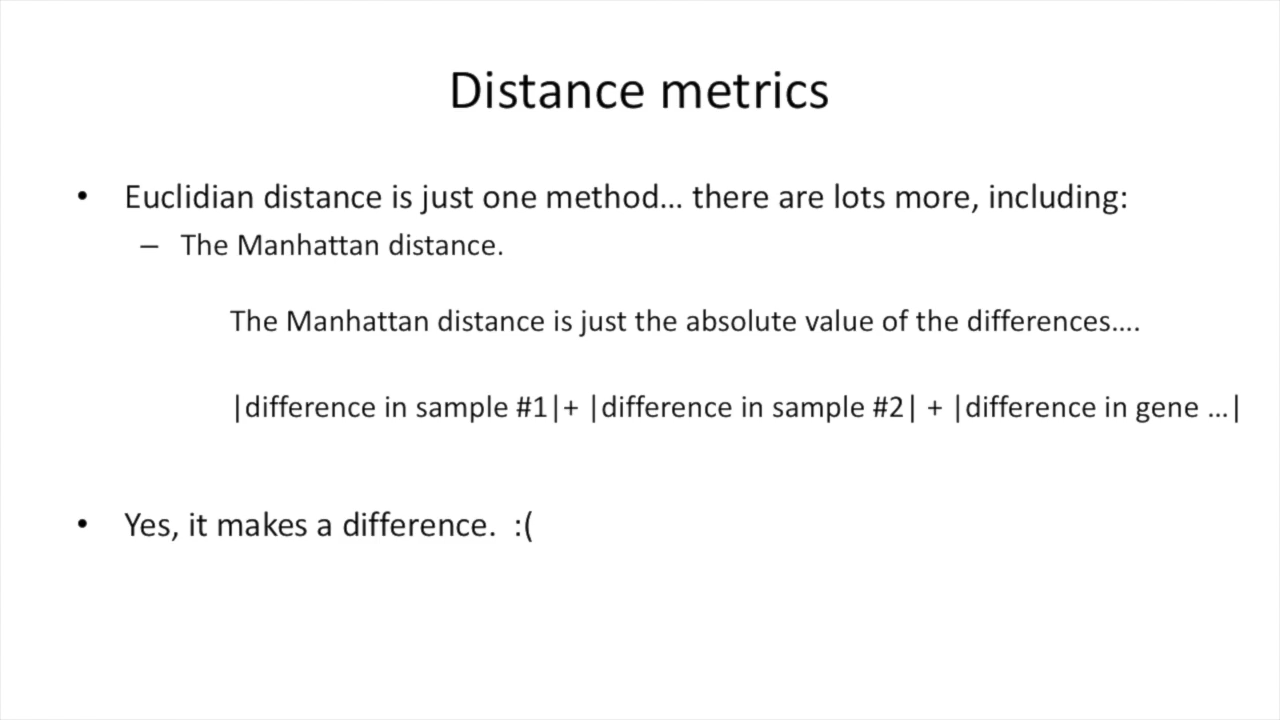 Distance metrics
• Euclidian distance is just one method... there are lots more, including:
– The Manhattan distance.
The Manhattan distance is just the absolute value of the differences....
|difference in sample #1|+ |difference in sample #2| + |difference in gene ...|
• Yes, it makes a difference.  :(